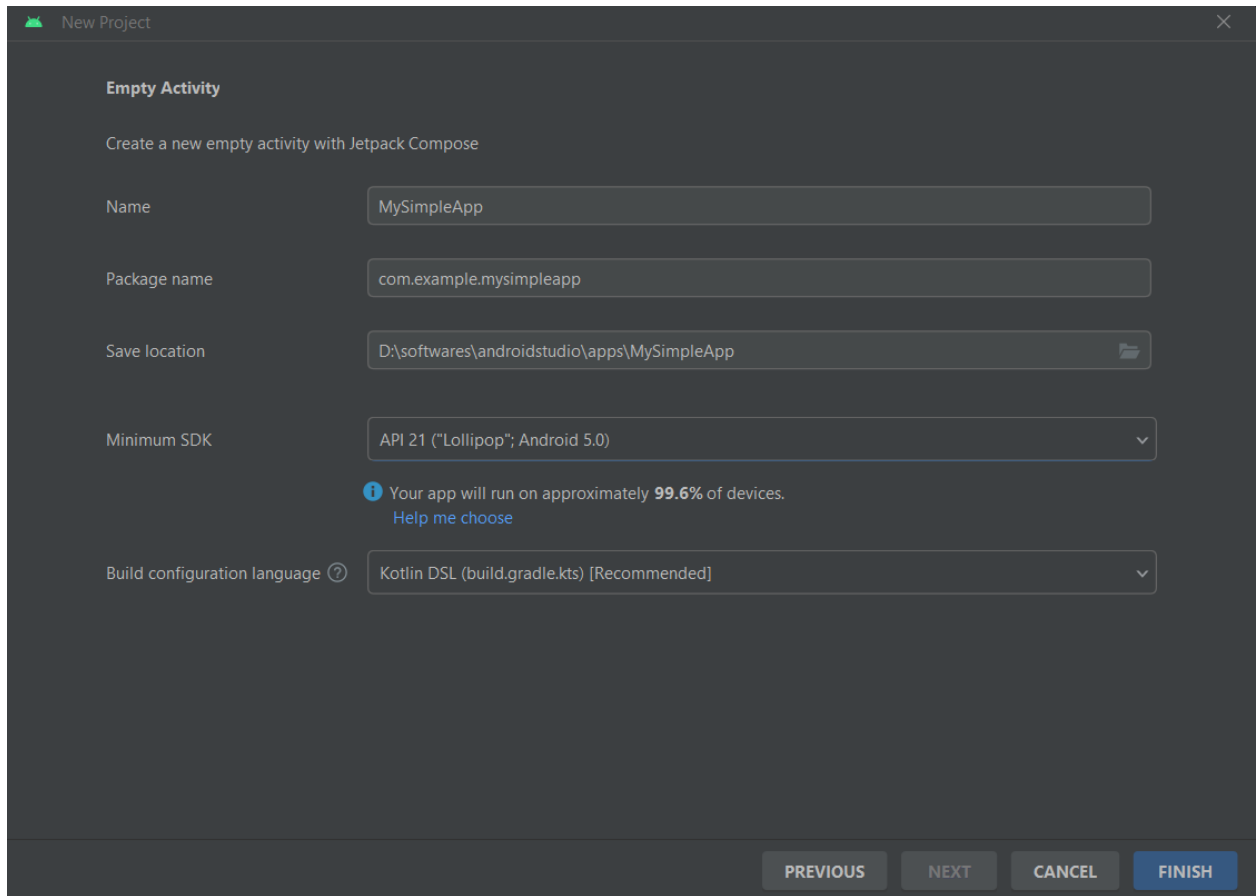 New Project
Empty Activity
Create a new empty activity with Jetpack Compose
Name MySimpleApp
Package name com.example.mysimpleapp
Save location D:\softwares\androidstudio\apps\MySimpleApp
Minimum SDK API 21 ("Lollipop"; Android 5.0)
Your app will run on approximately 99.6% of devices.
Help me choose
Build configuration language ? Kotlin DSL (build.gradle.kts) [Recommended]
PREVIOUS NEXT CANCEL FINISH